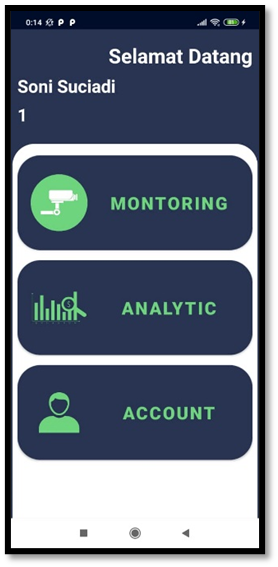 0:14
Selamat Datang
Soni Suciadi
1
MONTORING
ANALYTIC
ACCOUNT